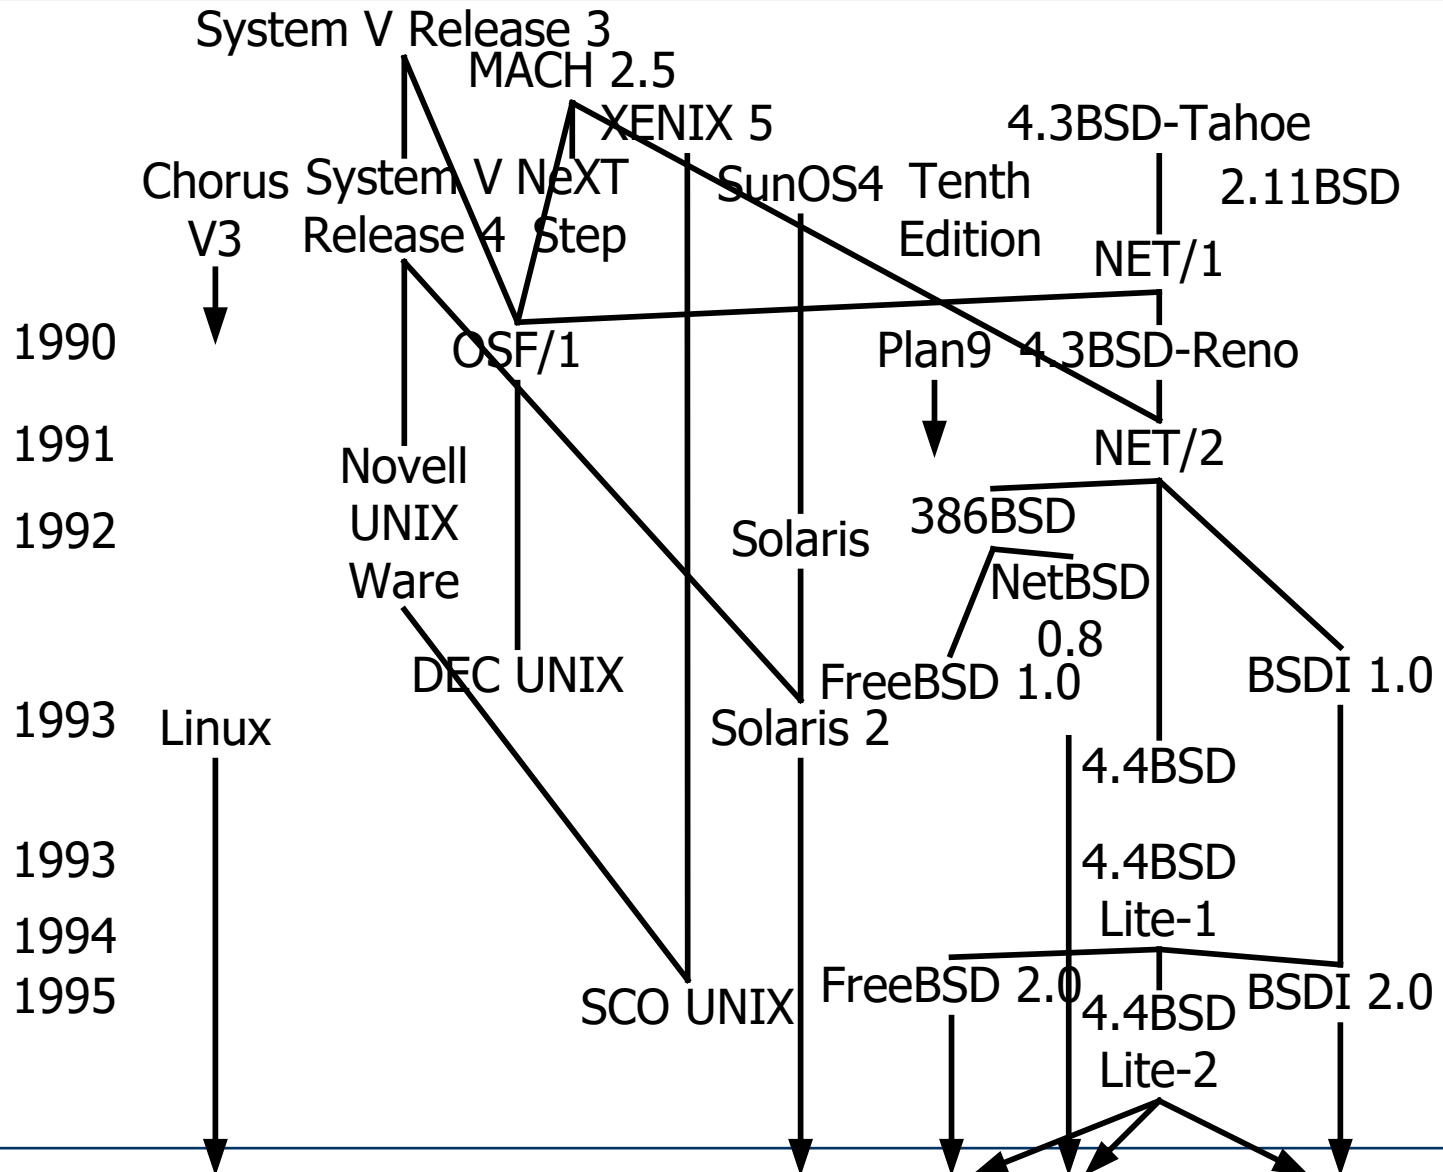 System V Release 3
MACH 2.5
XENIX 5
4.3BSD-Tahoe
Chorus
V3
System V
Release 4
NeXT
Step
SunOS4
Tenth
Edition
2.11BSD
NET/1
1990
OSF/1
Plan9
4.3BSD-Reno
1991
Novell
UNIX
Ware
NET/2
1992
Solaris
386BSD
NetBSD
0.8
DEC UNIX
FreeBSD 1.0
BSDI 1.0
1993
Linux
Solaris 2
4.4BSD
1993
4.4BSD
Lite-1
1994
1995
SCO UNIX
FreeBSD 2.0
4.4BSD
Lite-2
BSDI 2.0